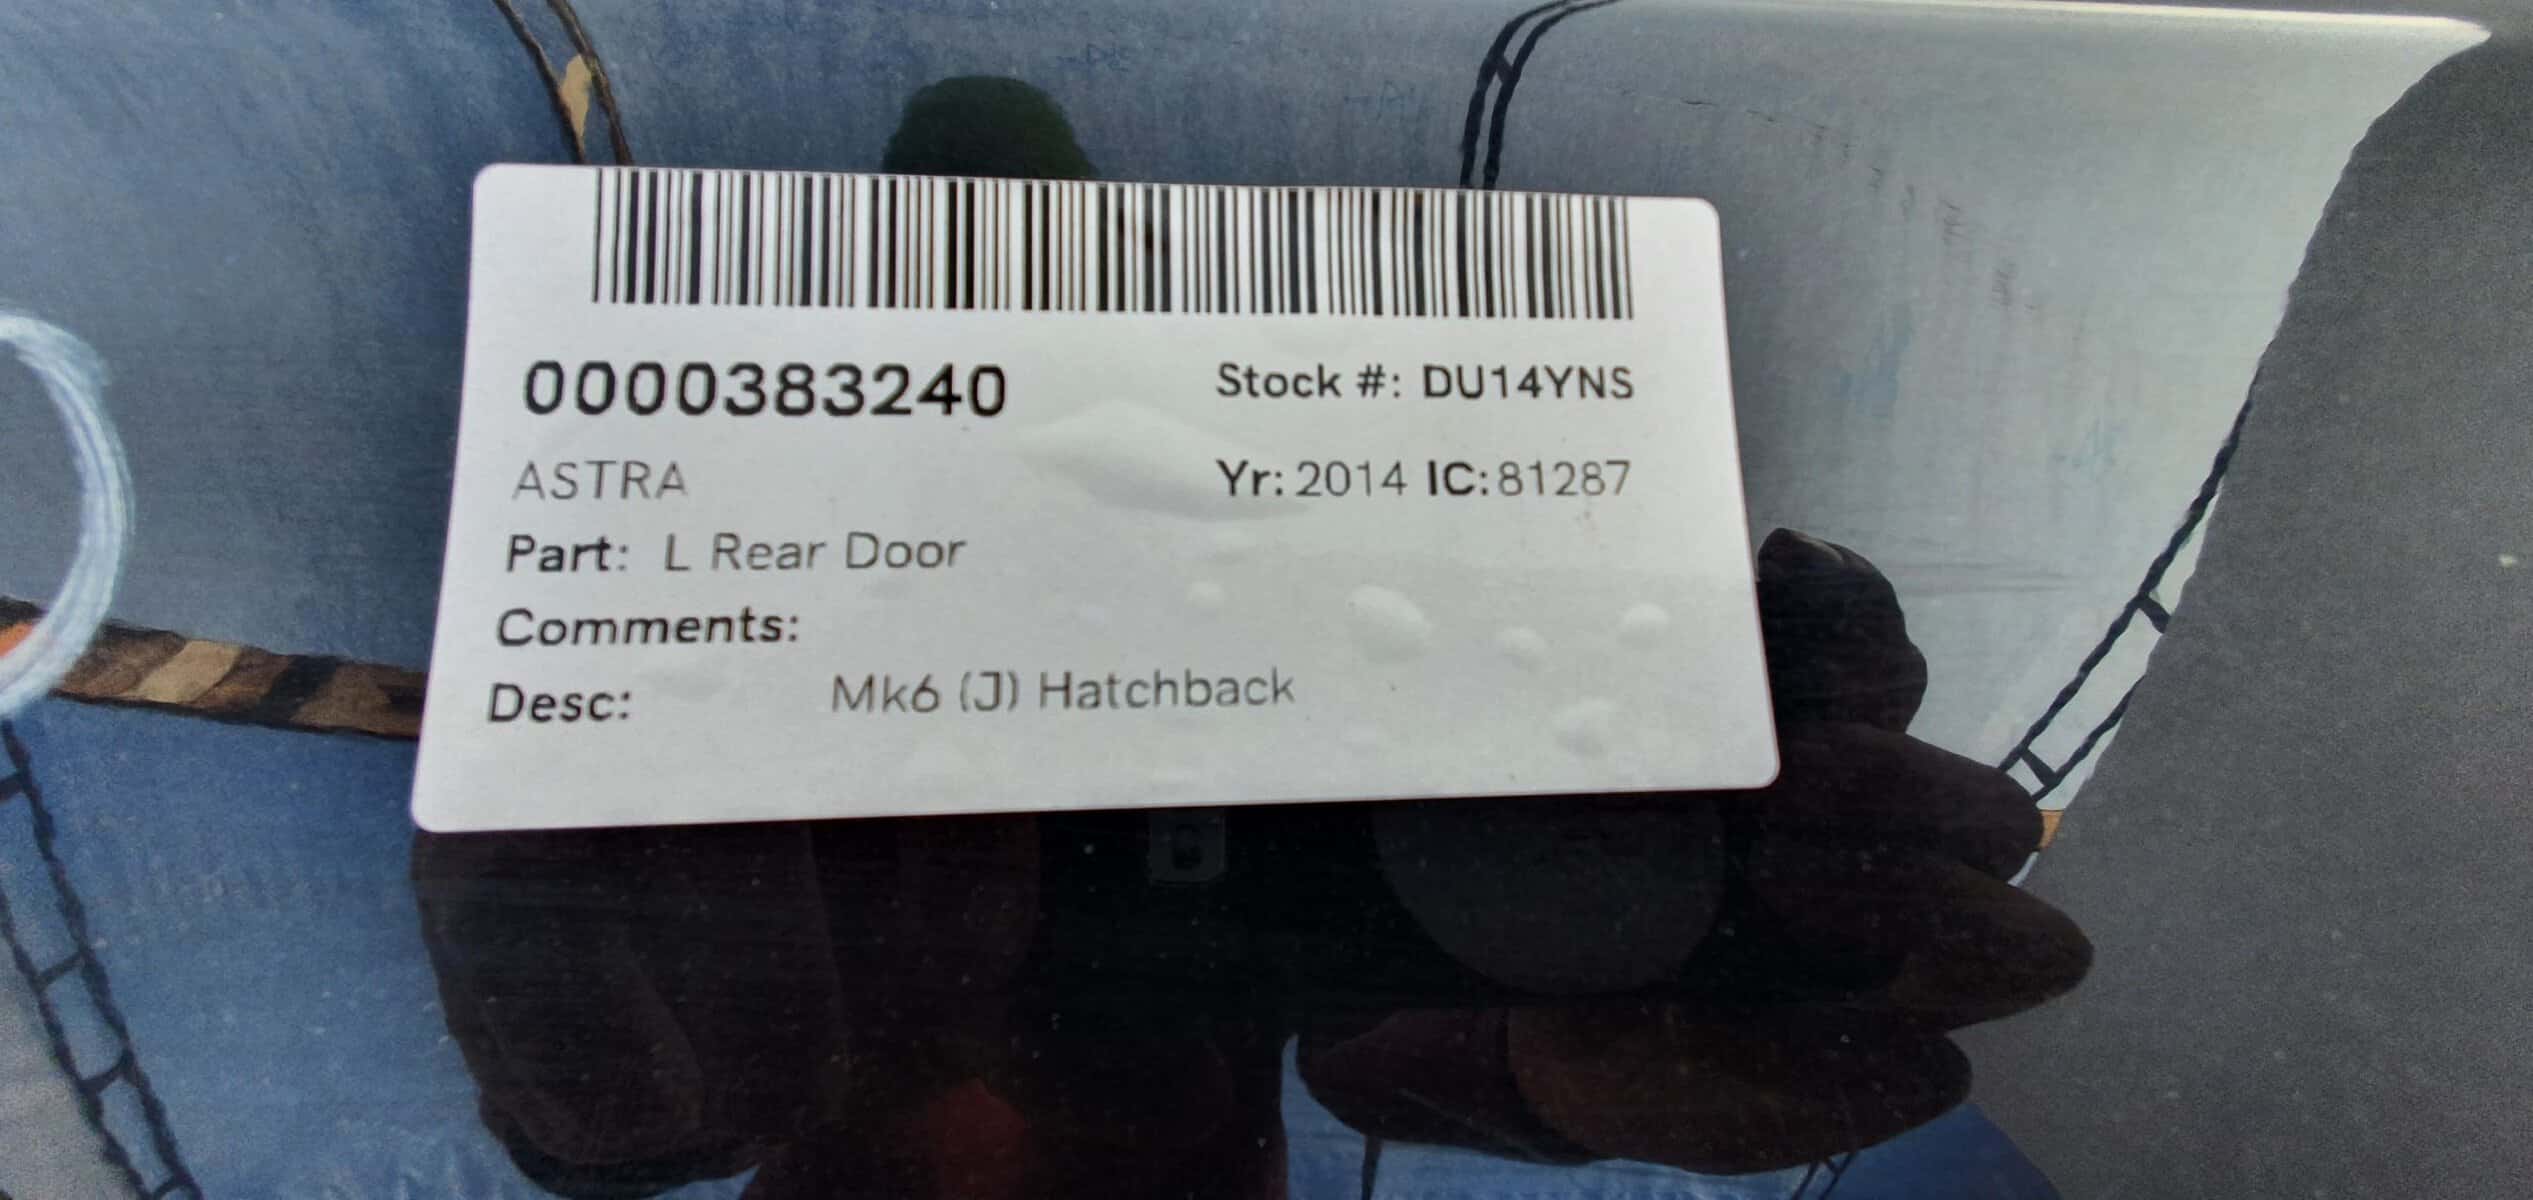 0000383240 Stock #: DU14YNS
ASTRA Yr: 2014 IC: 81287
Part: L Rear Door
Comments:
Desc: Mk6 (J) Hatchback